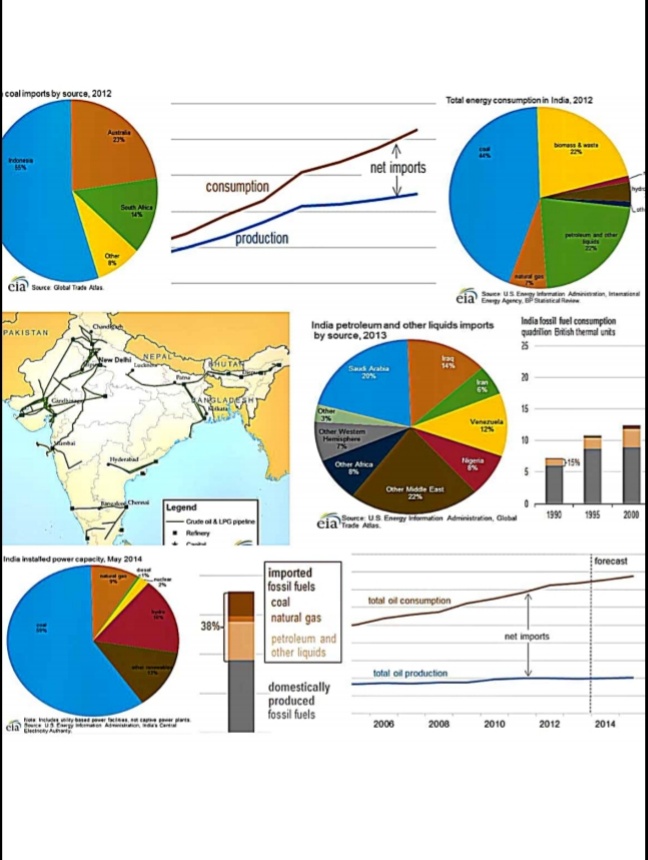 coal imports by source, 2012
Australia
23%
Indonesia
55%
South Africa
14%
Other
8%
eia Source: Global Trade Atlas.
consumption
net imports
production
Total energy consumption in India, 2012
coal
44%
biomass & waste
22%
hydro
petroleum and other
liquids
22%
natural gas
7%
eia Source: U.S. Energy Information Administration, International
Energy Agency, BP Statistical Review.
PAKISTAN
Chandigarh
New Delhi
NEPAL
BHUTAN
Lucknow
Patna
BANGLADESH
Gandhinagar
Kolkata
Mumbai
Hyderabad
Bangalore
Chennai
Legend
Crude oil & LPG pipeline
Refinery
Capital
India petroleum and other liquids imports
by source, 2013
Saudi Arabia
20%
Iraq
14%
Iran
6%
Venezuela
12%
Nigeria
8%
Other Middle East
22%
Other Africa
8%
Other Western
Hemisphere
7%
Other
3%
eia Source: U.S. Energy Information Administration, Global
Trade Atlas.
India fossil fuel consumption
quadrillion British thermal units
25
20
15
10
5
0
15%
1990
1995
2000
India installed power capacity, May 2014
coal
natural gas
9%
diesel
1%
nuclear
2%
hydro
other renewables
eia Note: Includes utility-based power facilities, not captive power plants.
Source: U.S. Energy Information Administration, India's Central
Electricity Authority.
38%
imported
fossil fuels
coal
natural gas
petroleum and
other liquids
domestically
produced
fossil fuels
forecast
total oil consumption
net imports
total oil production
2006
2008
2010
2012
2014